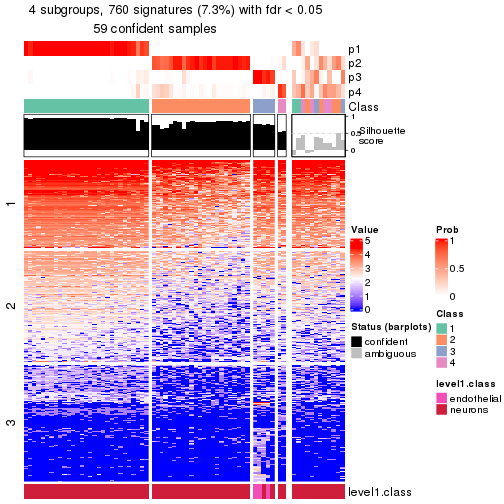 4 subgroups, 760 signatures (7.3%) with fdr < 0.05
59 confident samples
p1
p2
p3
p4
Class
1
0.5
0
Silhouette
score
1
2
3
level1.class
Value
5
4
3
2
1
0
Prob
1
0.5
0
Status (barplots)
confident
ambiguous
Class
1
2
3
4
level1.class
endothelial
neurons